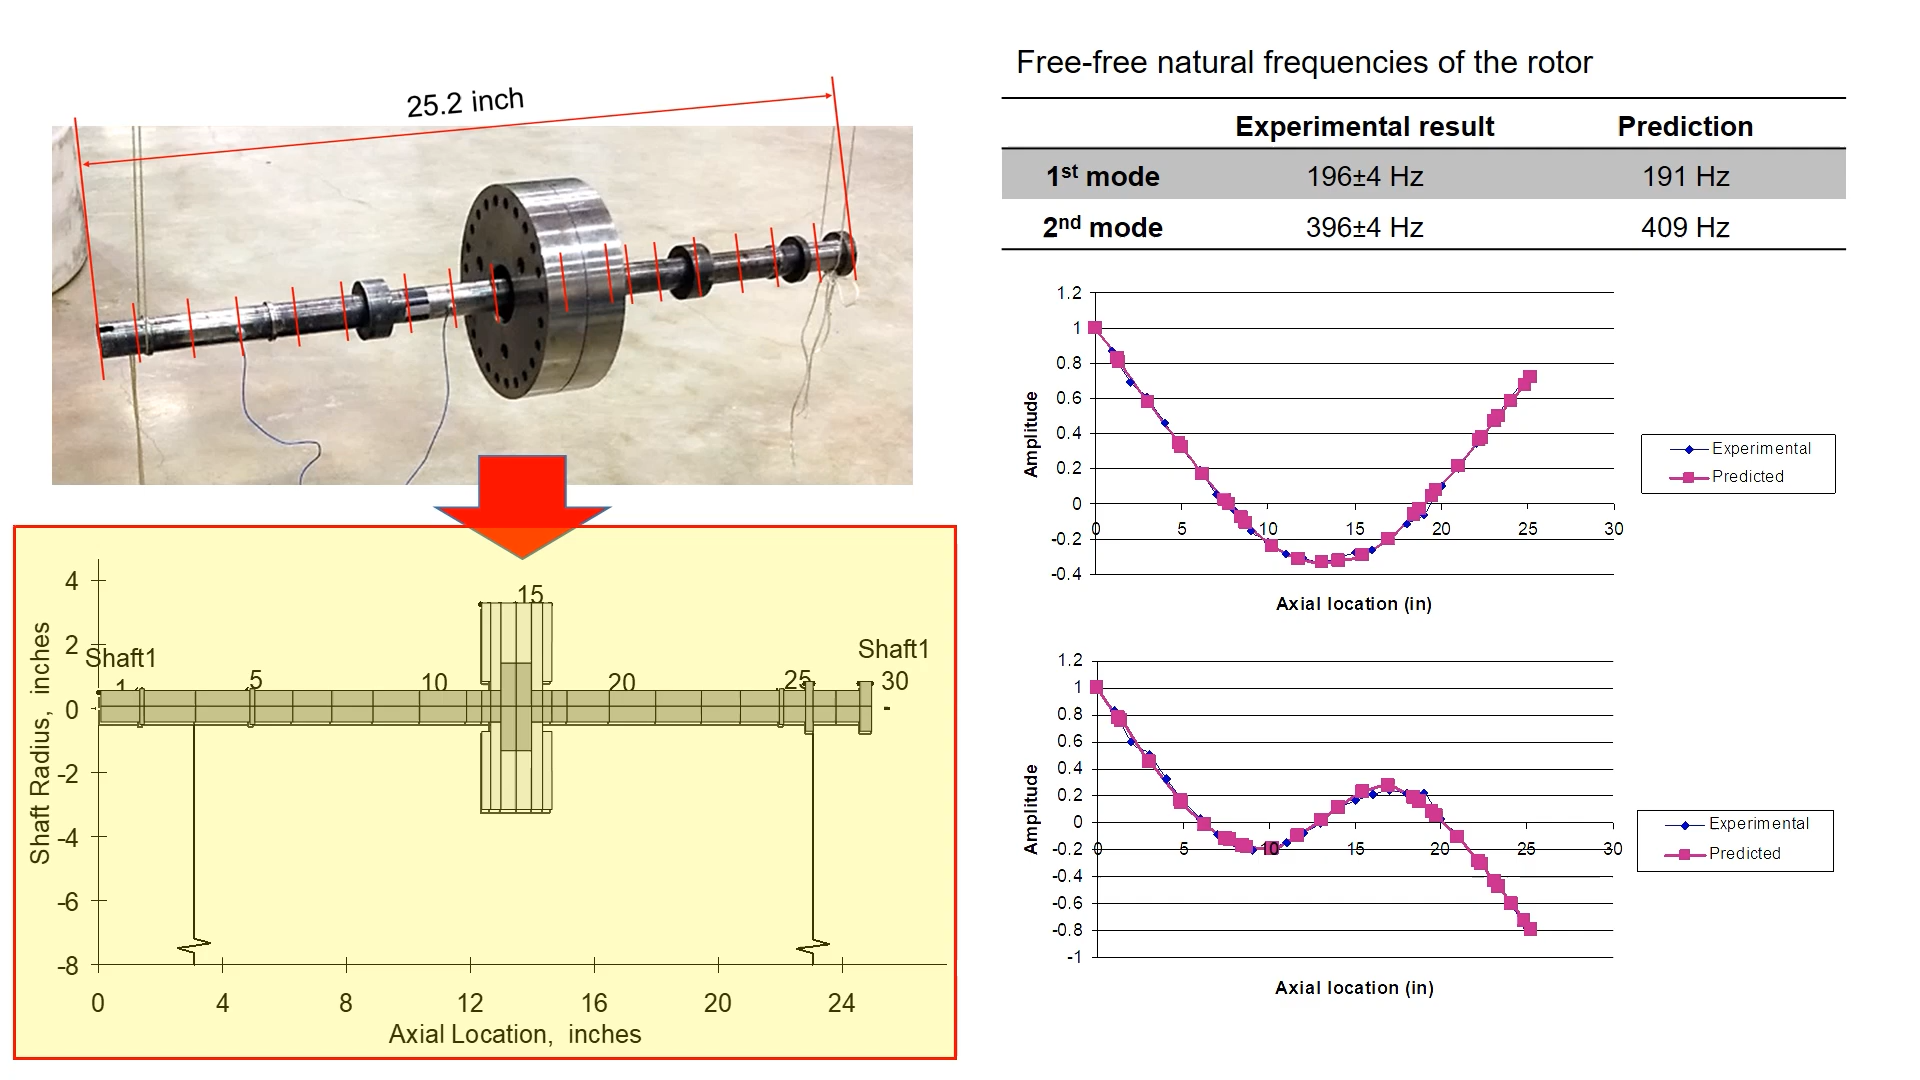 25.2 inch
Free-free natural frequencies of the rotor
Experimental result Prediction
1st mode 196±4 Hz 191 Hz
2nd mode 396±4 Hz 409 Hz
1.2
1
0.8
0.6
0.4
0.2
0
-0.2
-0.4
0 5 10 15 20 25 30
Amplitude
Axial location (in)
Experimental
Predicted
4
2
0
-2
-4
-6
-8
Shaft Radius, inches
Shaft1
1 5 10 15 20 25 30
Shaft1
0 4 8 12 16 20 24
Axial Location, inches
1.2
1
0.8
0.6
0.4
0.2
0
-0.2
-0.4
-0.6
-0.8
-1
0 5 10 15 20 25 30
Amplitude
Axial location (in)
Experimental
Predicted